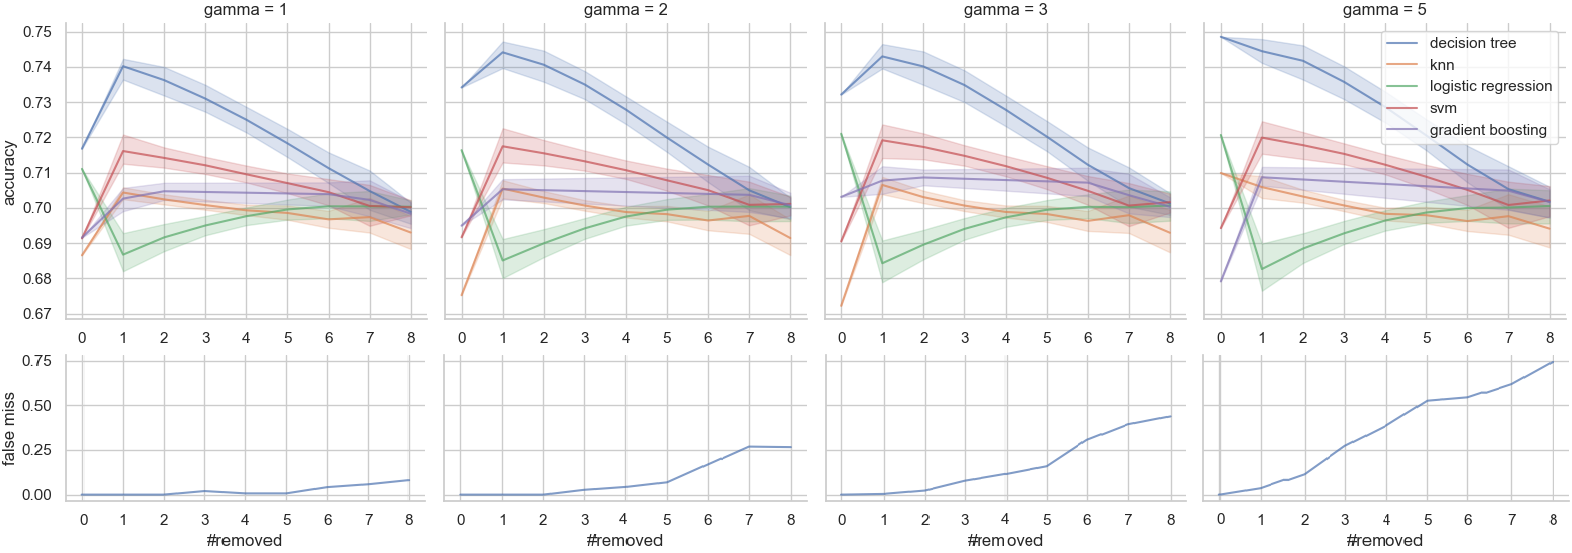 gamma = 1 gamma = 2 gamma = 3 gamma = 5
accuracy
0.75
0.74
0.73
0.72
0.71
0.70
0.69
0.68
0.67
decision tree
knn
logistic regression
svm
gradient boosting
0 1 2 3 4 5 6 7 8 0 1 2 3 4 5 6 7 8 0 1 2 3 4 5 6 7 8 0 1 2 3 4 5 6 7 8
false miss
0.75
0.50
0.25
0.00
0 1 2 3 4 5 6 7 8 0 1 2 3 4 5 6 7 8 0 1 2 3 4 5 6 7 8 0 1 2 3 4 5 6 7 8
#removed #removed #removed #removed